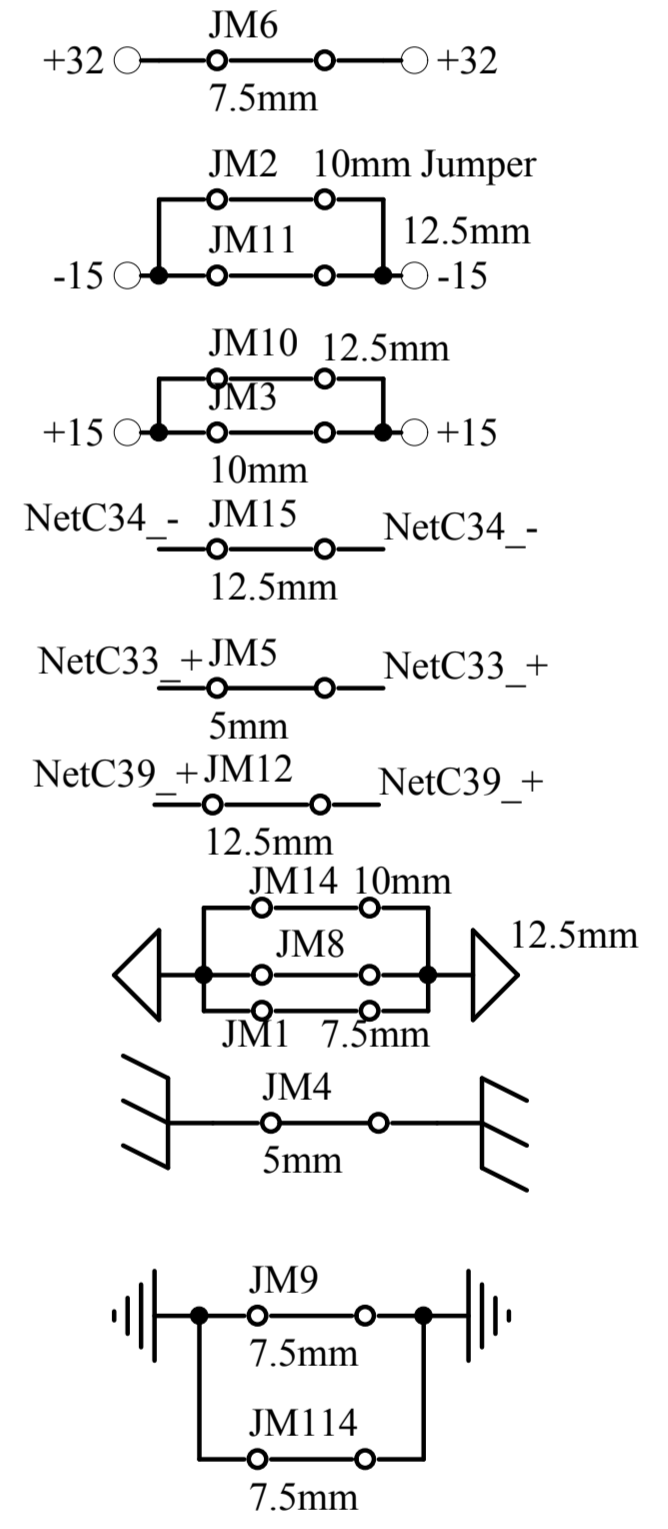 JM6
+32 +32
7.5mm
JM2 10mm Jumper
JM11 12.5mm
-15 -15
JM10 12.5mm
JM3
+15 +15
10mm
NetC34_- JM15 NetC34_-
12.5mm
NetC33_+ JM5 NetC33_+
5mm
NetC39_+ JM12 NetC39_+
12.5mm
JM14 10mm
JM8 12.5mm
JM1 7.5mm
JM4
5mm
JM9
7.5mm
JM114
7.5mm